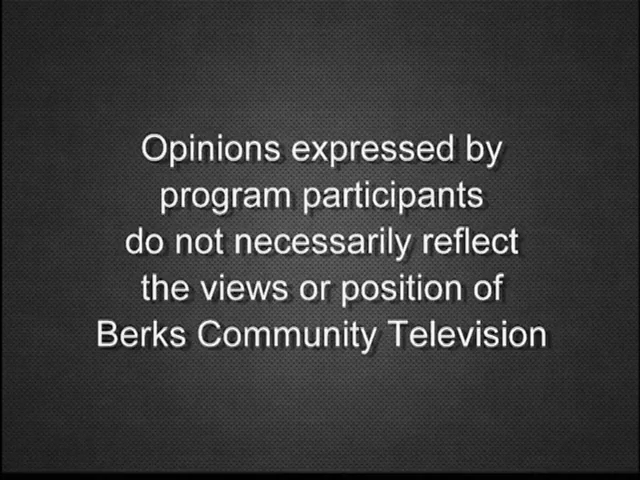 Opinions expressed by
program participants
do not necessarily reflect
the views or position of
Berks Community Television